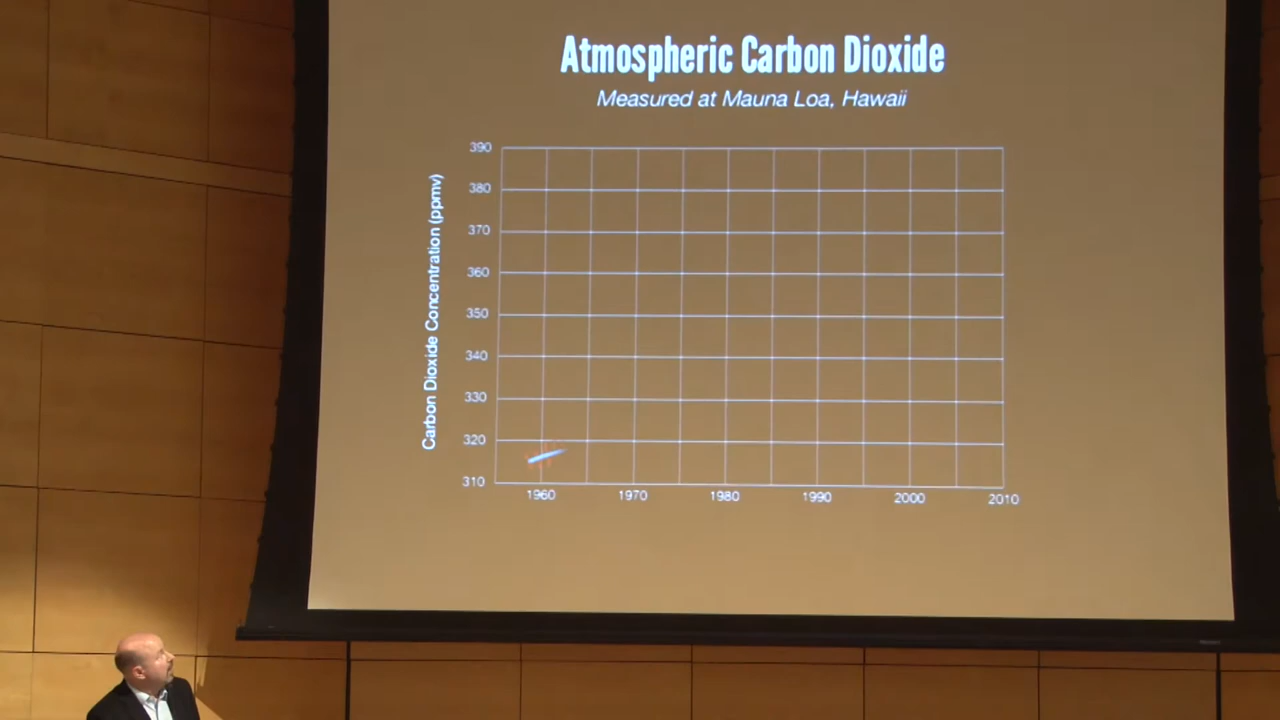 Atmospheric Carbon Dioxide
Measured at Mauna Loa, Hawaii
Carbon Dioxide Concentration (ppmv)
390
380
370
360
350
340
330
320
310
1960 1970 1980 1990 2000 2010